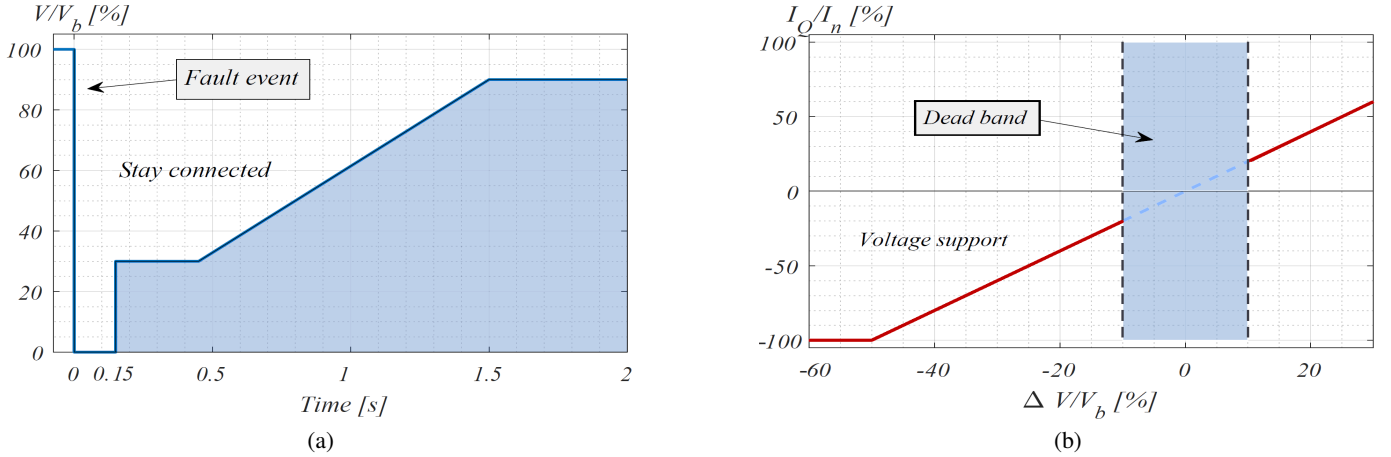 V/V_b [%]
100
80
60
40
20
0
Fault event
Stay connected
0 0.15 0.5 1 1.5 2
Time [s]
(a)
I_Q/I_n [%]
100
50
0
-50
-100
Dead band
Voltage support
-60 -40 -20 0 20
Δ V/V_b [%]
(b)